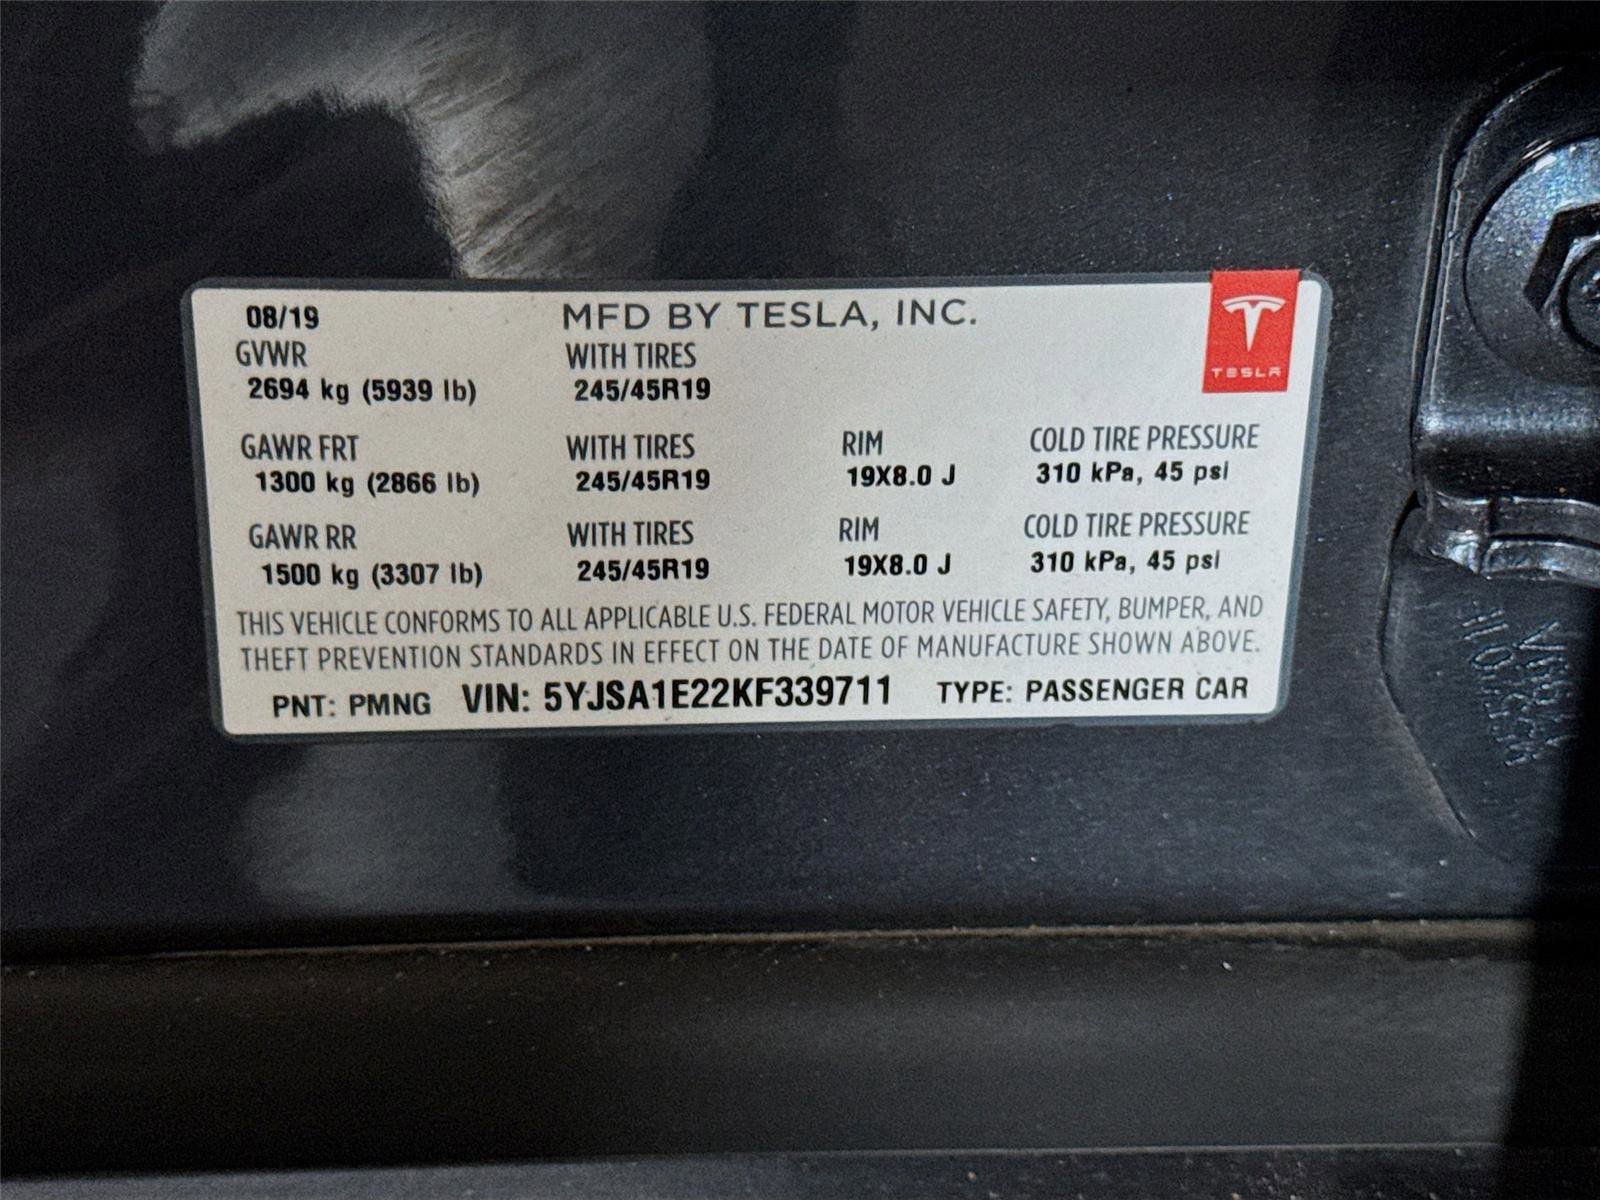 08/19 MFD BY TESLA, INC.
GVWR WITH TIRES
2694 kg (5939 lb) 245/45R19
TESLA
GAWR FRT WITH TIRES RIM COLD TIRE PRESSURE
1300 kg (2866 lb) 245/45R19 19X8.0 J 310 kPa, 45 psi
GAWR RR WITH TIRES RIM COLD TIRE PRESSURE
1500 kg (3307 lb) 245/45R19 19X8.0 J 310 kPa, 45 psi
THIS VEHICLE CONFORMS TO ALL APPLICABLE U.S. FEDERAL MOTOR VEHICLE SAFETY, BUMPER, AND
THEFT PREVENTION STANDARDS IN EFFECT ON THE DATE OF MANUFACTURE SHOWN ABOVE.
PNT: PMNG VIN: 5YJSA1E22KF339711 TYPE: PASSENGER CAR